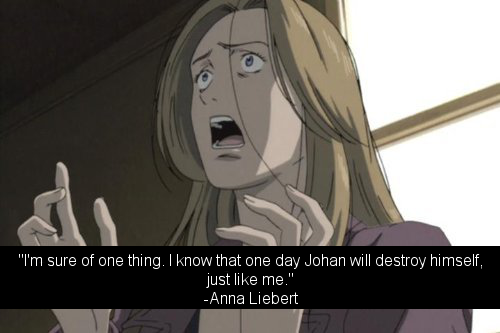 "I'm sure of one thing. I know that one day Johan will destroy himself,
just like me."
-Anna Liebert